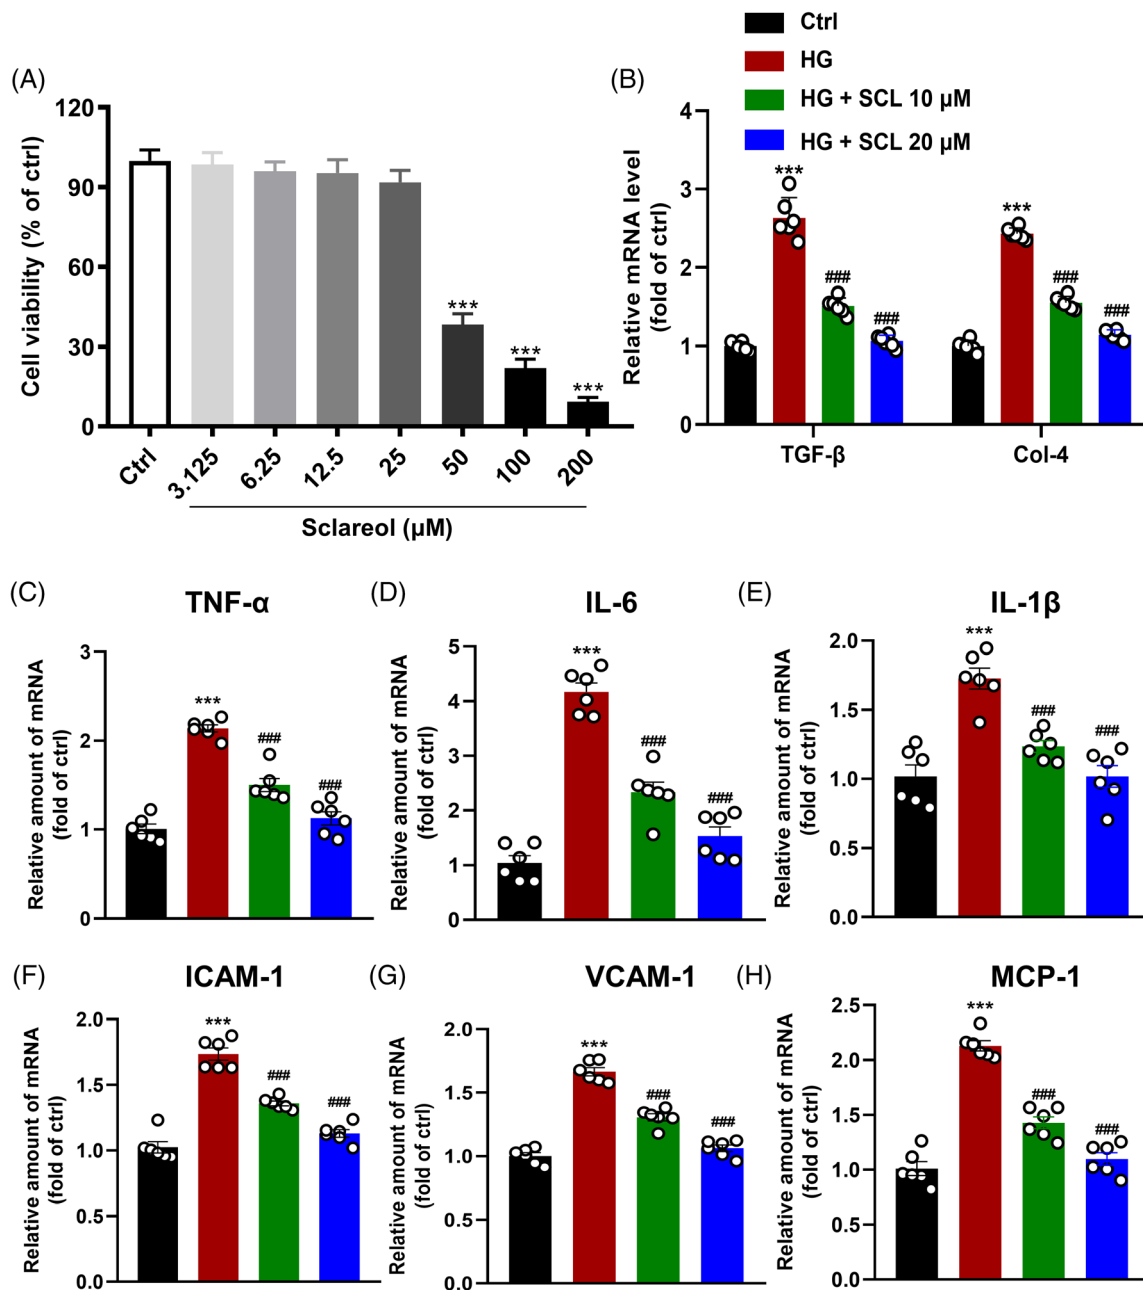 Ctrl
HG
HG + SCL 10 μM
HG + SCL 20 μM
(A)
Cell viability (% of ctrl)
120
90
60
30
0
***
***
***
Ctrl
3.125
6.25
12.5
25
50
100
200
Sclareol (μM)
(B)
Relative mRNA level
(fold of ctrl)
4
3
2
1
0
***
###
###
***
###
###
TGF-β
Col-4
(C)
TNF-α
Relative amount of mRNA
(fold of ctrl)
3
2
1
0
***
###
###
(D)
IL-6
Relative amount of mRNA
(fold of ctrl)
5
4
3
2
1
0
***
###
###
(E)
IL-1β
Relative amount of mRNA
(fold of ctrl)
2.0
1.5
1.0
0.5
0.0
***
###
###
(F)
ICAM-1
Relative amount of mRNA
(fold of ctrl)
2.0
1.5
1.0
0.5
0.0
***
###
###
(G)
VCAM-1
Relative amount of mRNA
(fold of ctrl)
2.0
1.5
1.0
0.5
0.0
***
###
###
(H)
MCP-1
Relative amount of mRNA
(fold of ctrl)
2.5
2.0
1.5
1.0
0.5
0.0
***
###
###